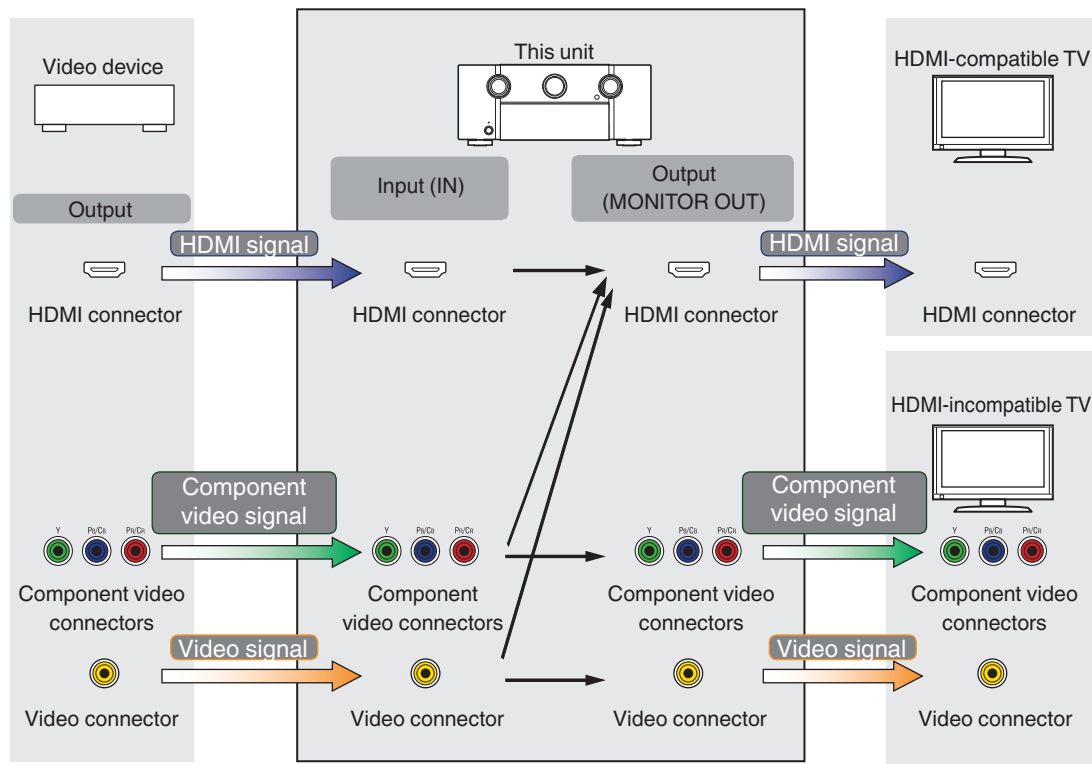 Video device
This unit
HDMI-compatible TV
Output
Input (IN)
Output
(MONITOR OUT)
HDMI signal
HDMI signal
HDMI connector
HDMI connector
HDMI connector
HDMI connector
HDMI-incompatible TV
Component
video signal
Component
video signal
Y PB/CB PR/CR
Y PB/CB PR/CR
Y PB/CB PR/CR
Y PB/CB PR/CR
Component video
connectors
Component
video connectors
Component video
connectors
Component video
connectors
Video signal
Video signal
Video connector
Video connector
Video connector
Video connector